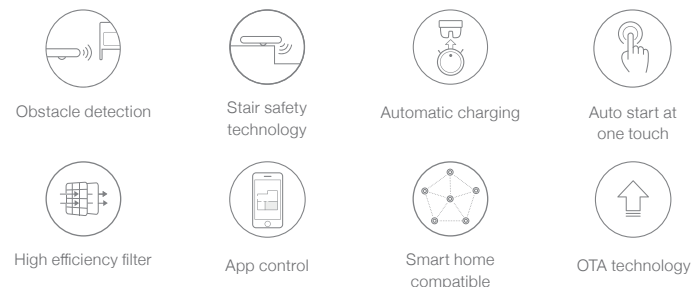 Obstacle detection
Stair safety
technology
Automatic charging
Auto start at
one touch
High efficiency filter
App control
Smart home
compatible
OTA technology